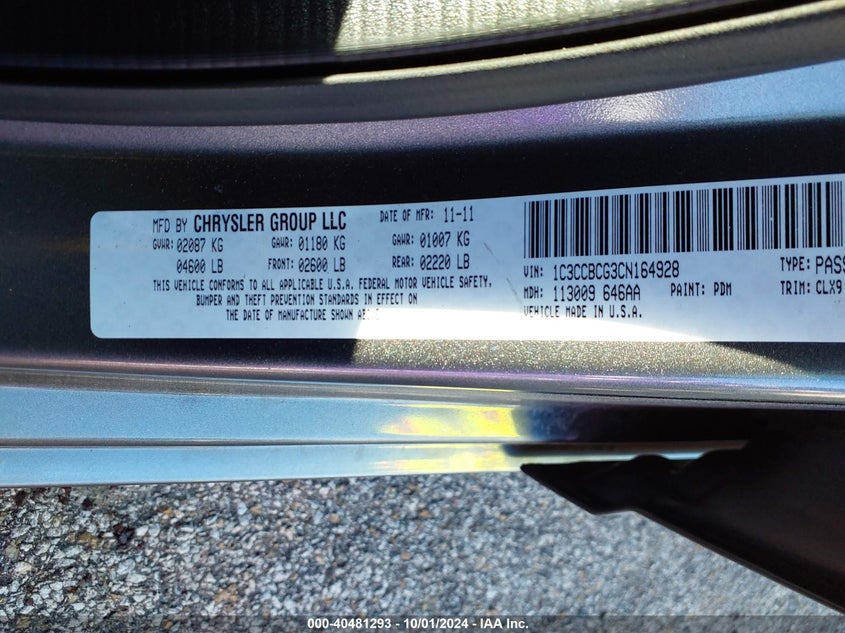 MFD BY CHRYSLER GROUP LLC DATE OF MFR: 11-11
GVWR: 02087 KG GAWR: 01180 KG GAWR: 01007 KG
04600 LB FRONT: 02600 LB REAR: 02220 LB
THIS VEHICLE CONFORMS TO ALL APPLICABLE U.S.A. FEDERAL MOTOR VEHICLE SAFETY,
BUMPER AND THEFT PREVENTION STANDARDS IN EFFECT ON
THE DATE OF MANUFACTURE SHOWN
VIN: 1C3CCBCG3CN164928 TYPE: PASS
MDH: 113009 646AA PAINT: PDM TRIM: CLX9
VEHICLE MADE IN U.S.A.
000-40481293 - 10/01/2024 - IAA Inc.